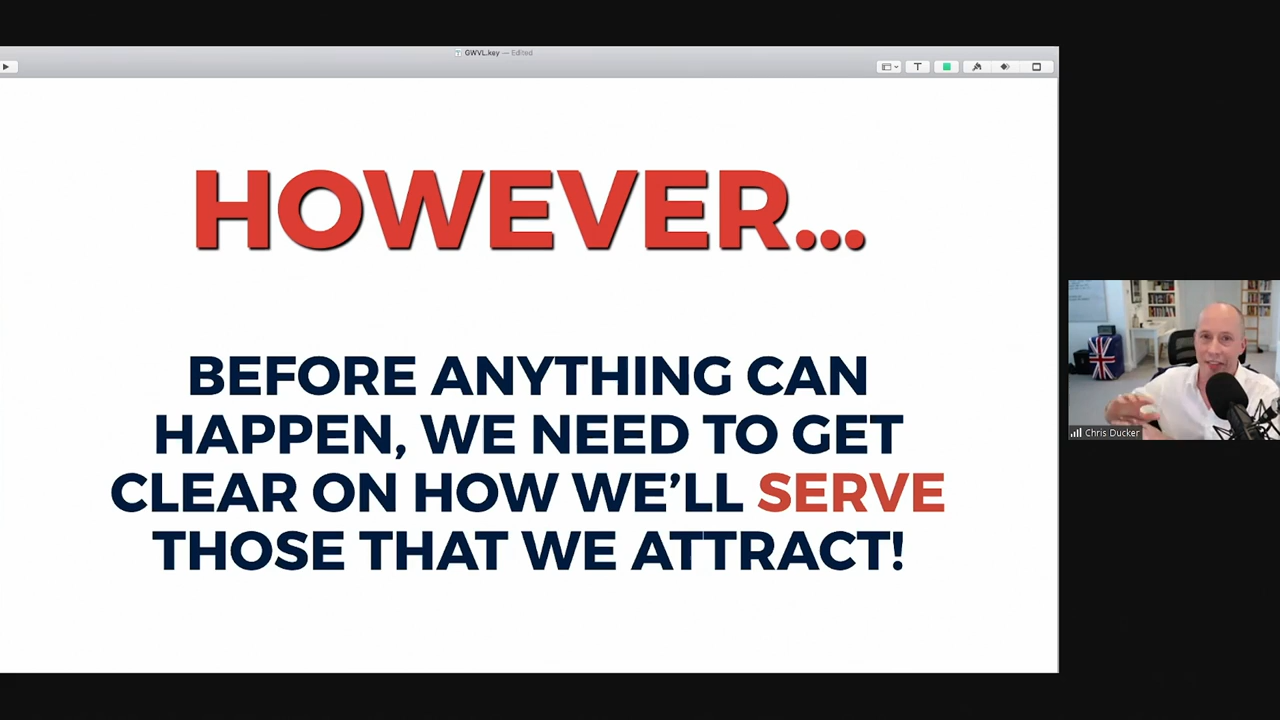 GWVL.key — Edited
HOWEVER...
BEFORE ANYTHING CAN
HAPPEN, WE NEED TO GET
CLEAR ON HOW WE’LL SERVE
THOSE THAT WE ATTRACT!
Chris Ducker